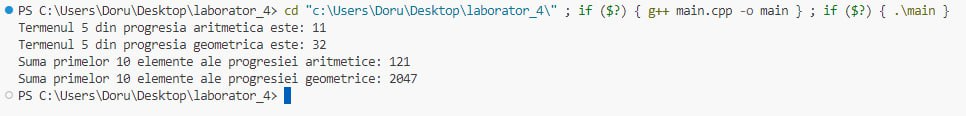 PS C:\Users\Doru\Desktop\laborator_4> cd "c:\Users\Doru\Desktop\laborator_4\" ; if ($?) { g++ main.cpp -o main } ; if ($?) { .\main }
Termenul 5 din progresia aritmetica este: 11
Termenul 5 din progresia geometrica este: 32
Suma primelor 10 elemente ale progresiei aritmetice: 121
Suma primelor 10 elemente ale progresiei geometrice: 2047
PS C:\Users\Doru\Desktop\laborator_4>